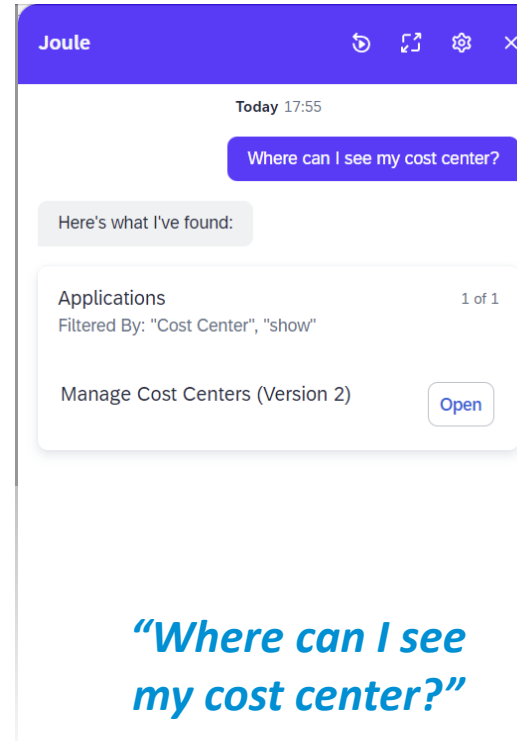 Joule
Today 17:55
Where can I see my cost center?
Here's what I've found:
Applications 1 of 1
Filtered By: "Cost Center", "show"
Manage Cost Centers (Version 2) Open
“Where can I see
my cost center?”